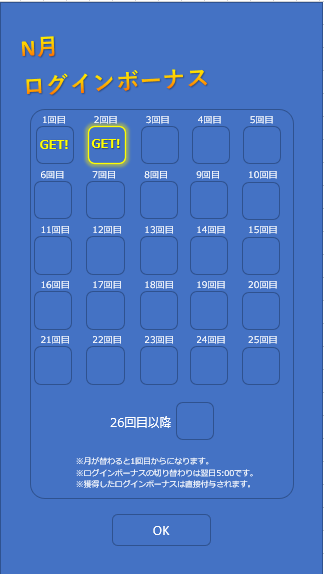 N月
ログインボーナス
1回目 2回目 3回目 4回目 5回目
GET! GET!
6回目 7回目 8回目 9回目 10回目
11回目 12回目 13回目 14回目 15回目
16回目 17回目 18回目 19回目 20回目
21回目 22回目 23回目 24回目 25回目
26回目以降
※月が替わると1回目からになります。
※ログインボーナスの切り替わりは翌日5:00です。
※獲得したログインボーナスは直接付与されます。
OK